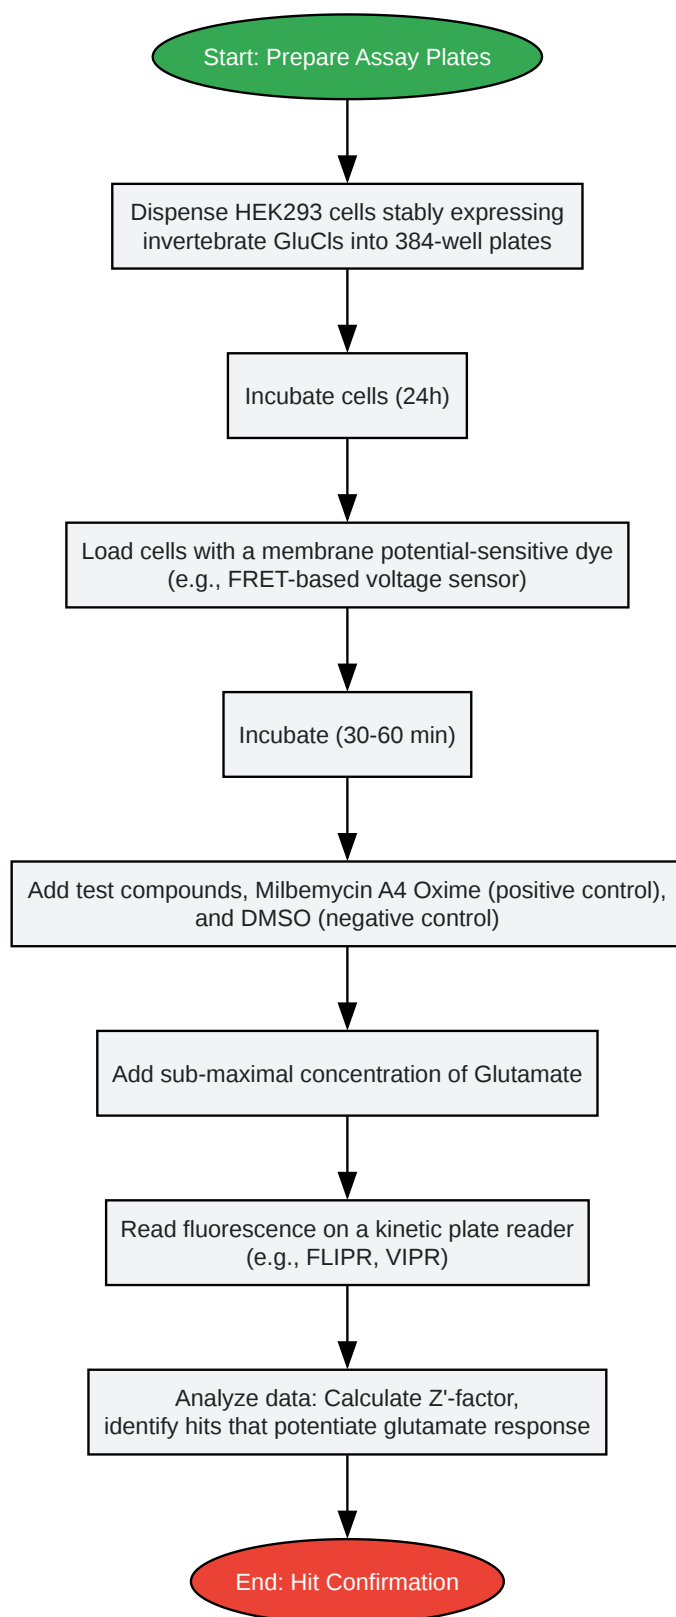 Start: Prepare Assay Plates
Dispense HEK293 cells stably expressing
invertebrate GluCls into 384-well plates
Incubate cells (24h)
Load cells with a membrane potential-sensitive dye
(e.g., FRET-based voltage sensor)
Incubate (30-60 min)
Add test compounds, Milbemycin A4 Oxime (positive control),
and DMSO (negative control)
Add sub-maximal concentration of Glutamate
Read fluorescence on a kinetic plate reader
(e.g., FLIPR, VIPR)
Analyze data: Calculate Z'-factor,
identify hits that potentiate glutamate response
End: Hit Confirmation